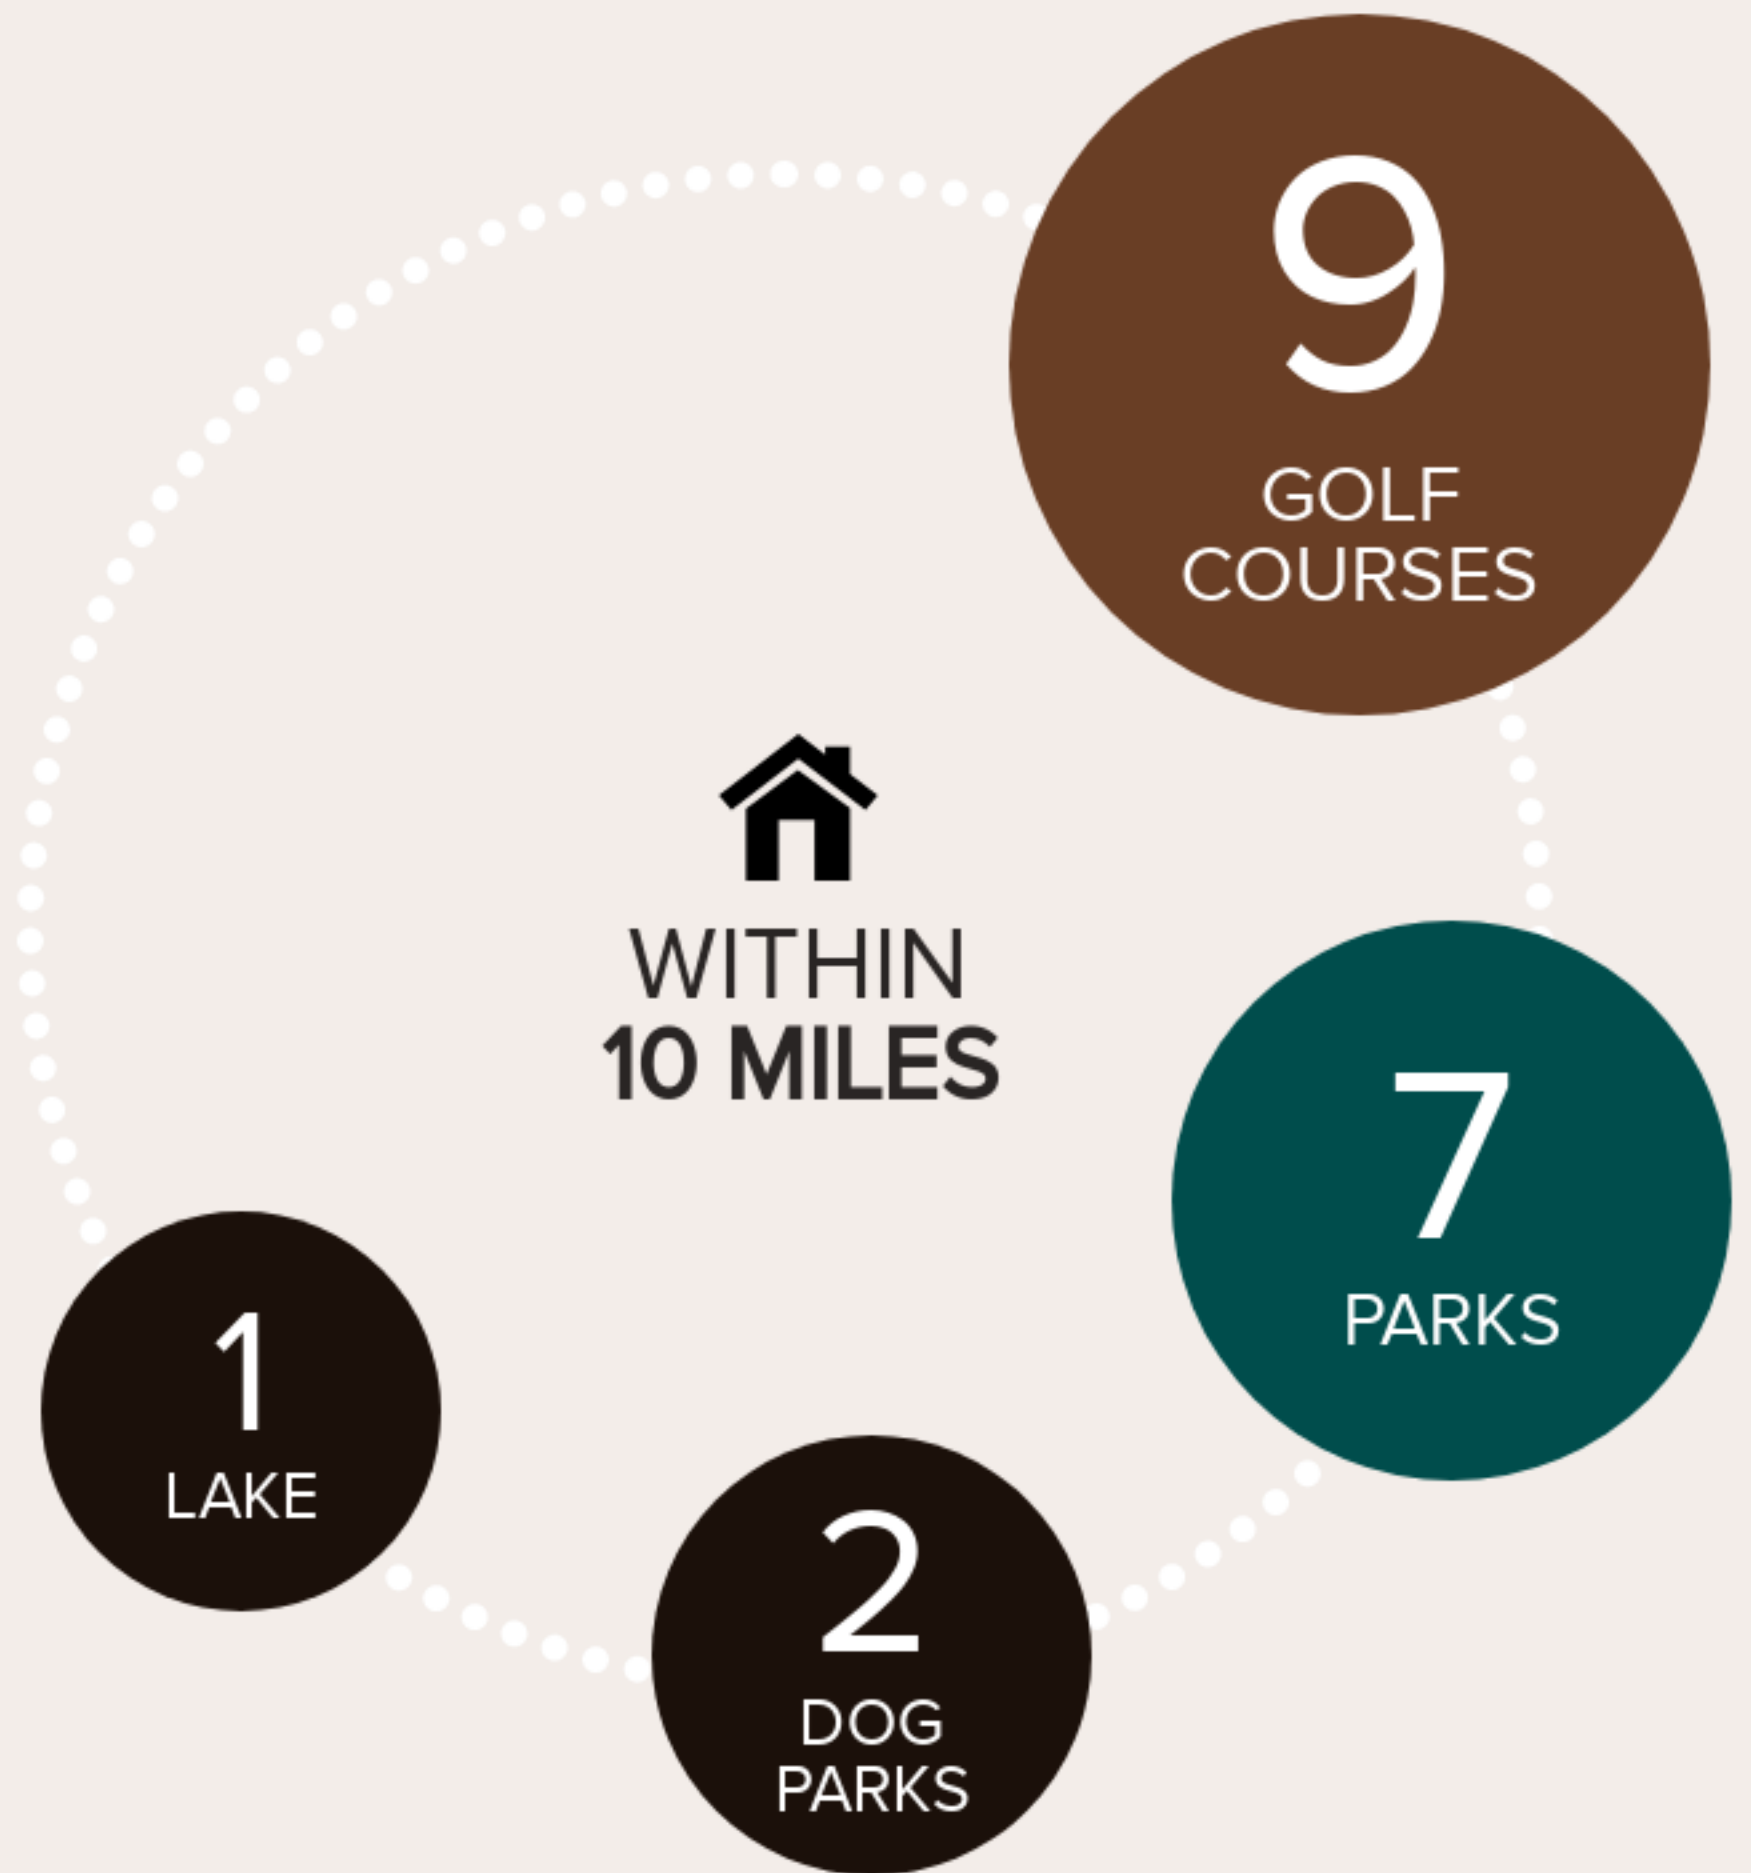 9
GOLF
COURSES
WITHIN
10 MILES
7
PARKS
1
LAKE
2
DOG
PARKS